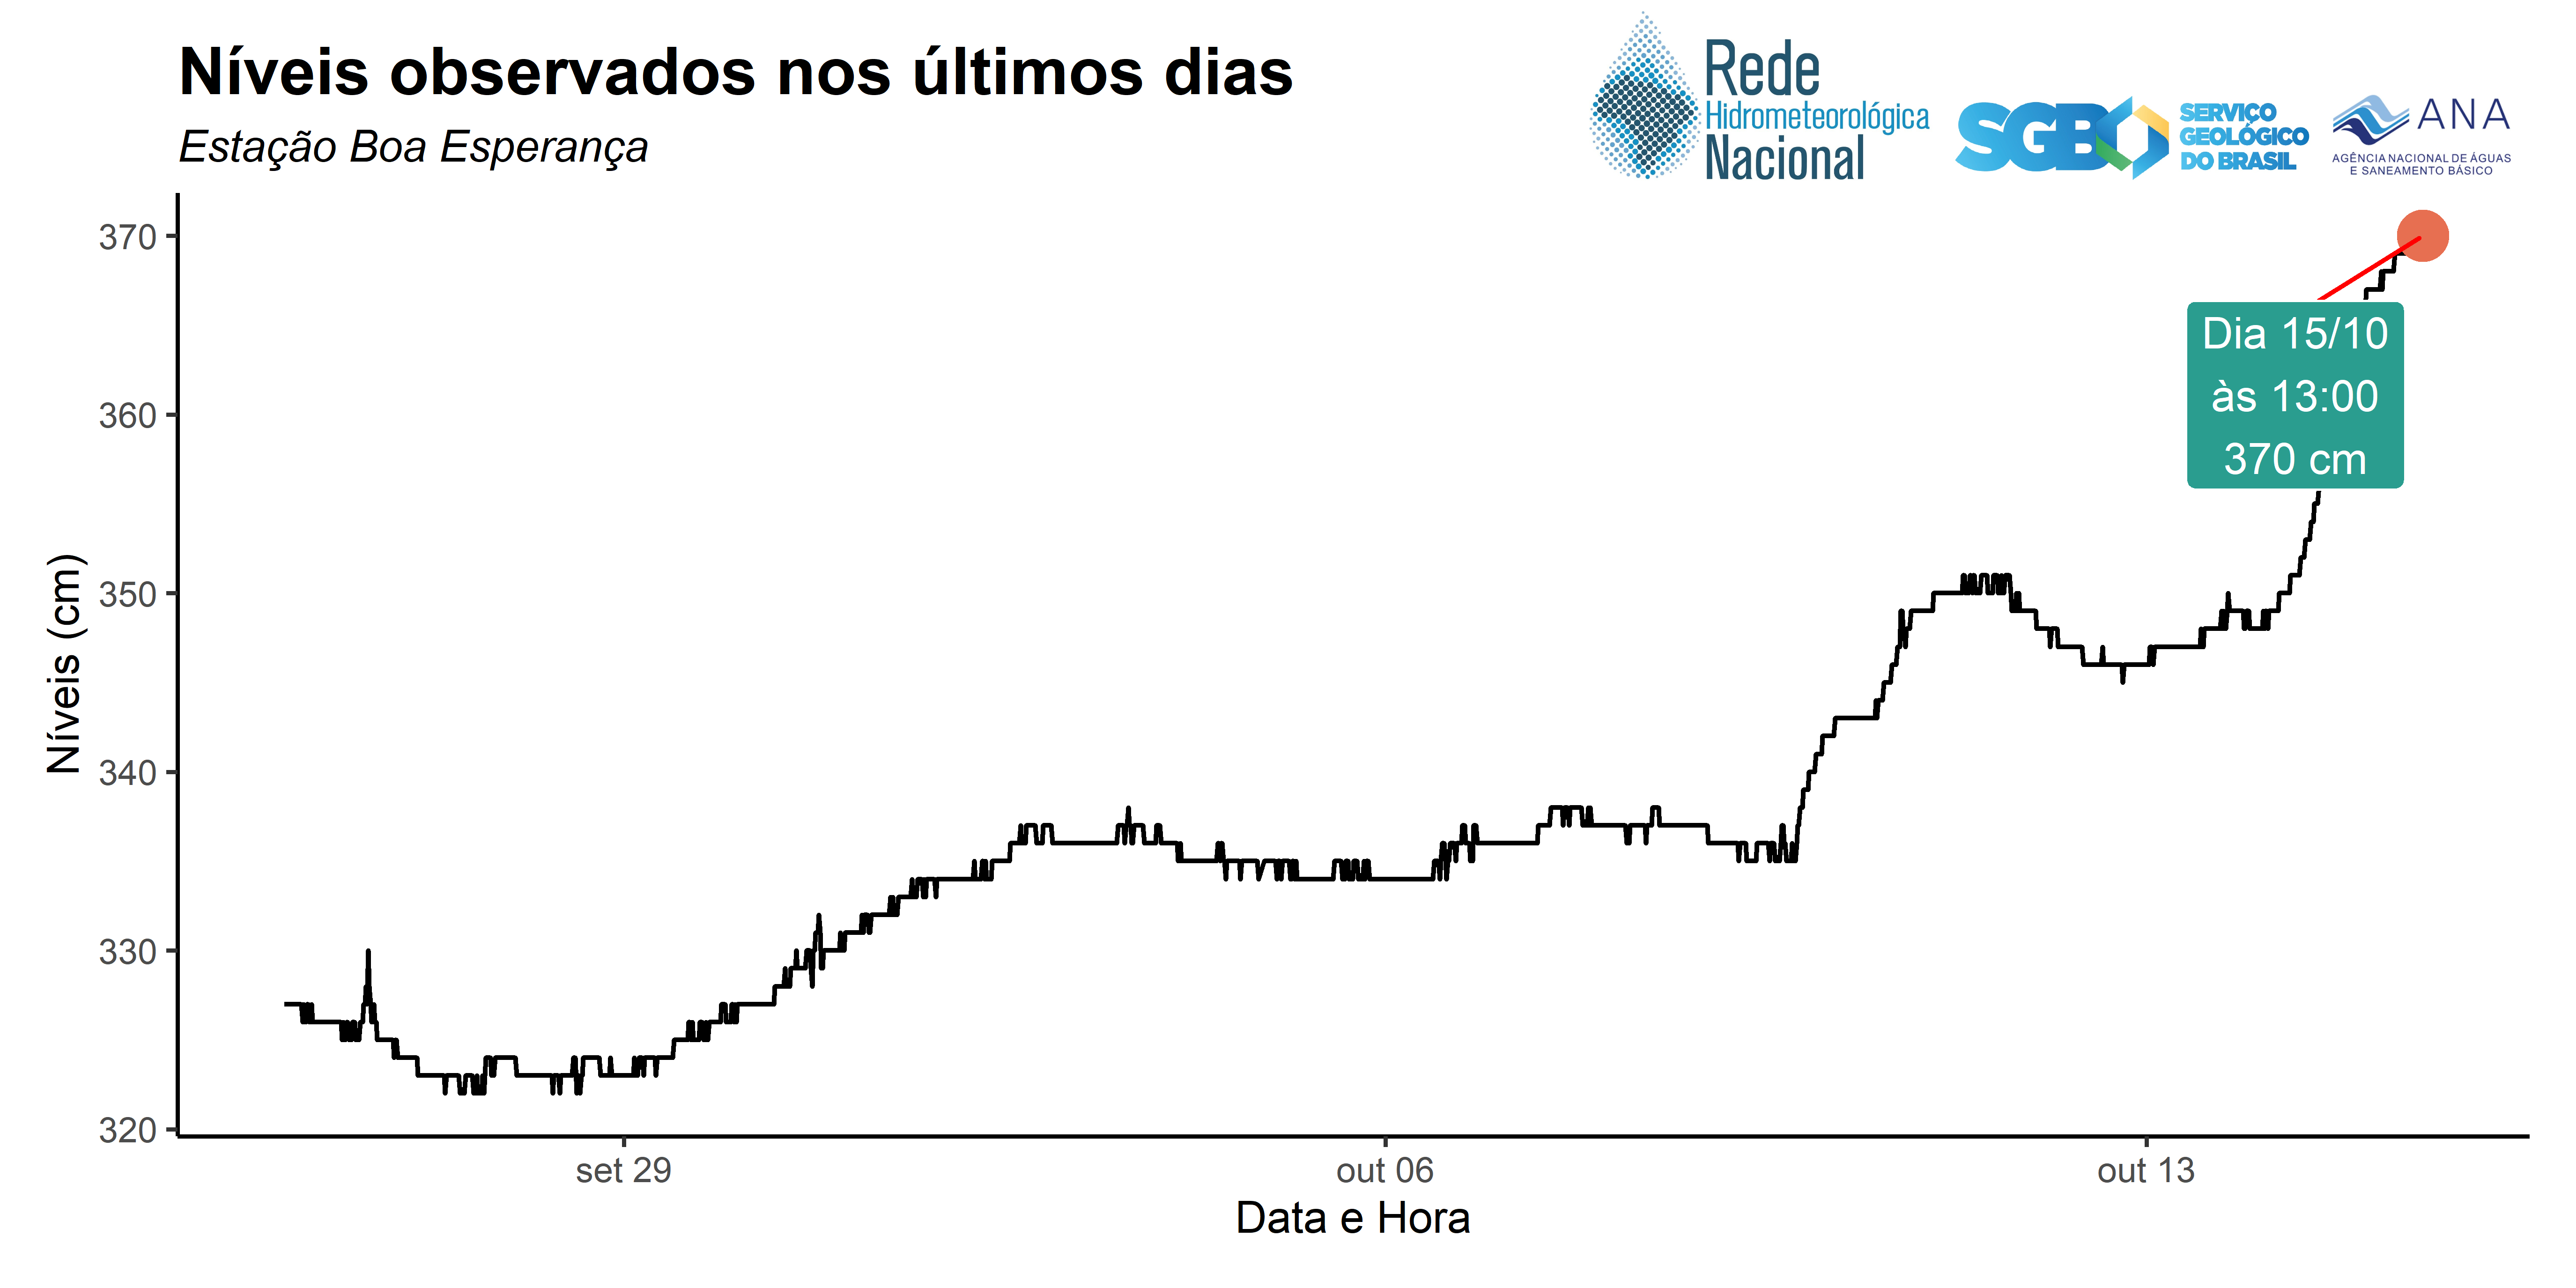 Níveis observados nos últimos dias
Estação Boa Esperança
Rede
Hidrometeorológica
Nacional
SGB
SERVIÇO
GEOLÓGICO
DO BRASIL
ANA
AGÊNCIA NACIONAL DE ÁGUAS
E SANEAMENTO BÁSICO
370
360
350
340
330
320
Níveis (cm)
Dia 15/10
às 13:00
370 cm
set 29
out 06
out 13
Data e Hora